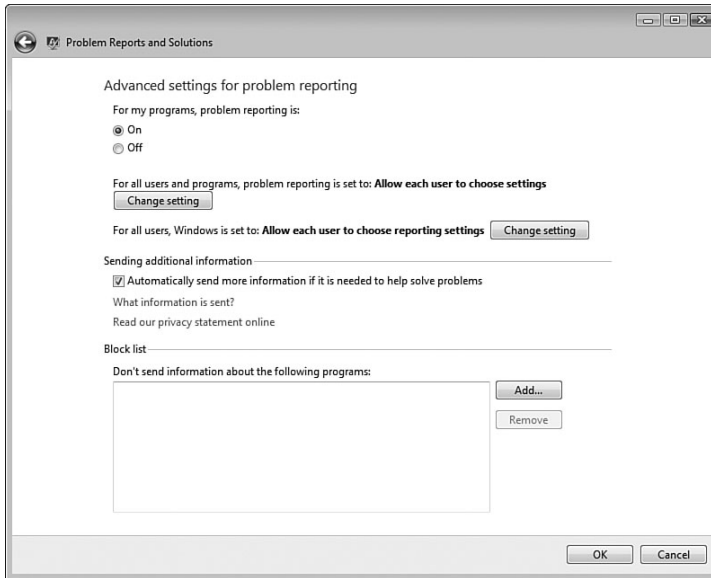 Problem Reports and Solutions
Advanced settings for problem reporting
For my programs, problem reporting is:
On
Off
For all users and programs, problem reporting is set to: Allow each user to choose settings
Change setting
For all users, Windows is set to: Allow each user to choose reporting settings Change setting
Sending additional information
Automatically send more information if it is needed to help solve problems
What information is sent?
Read our privacy statement online
Block list
Don't send information about the following programs:
Add...
Remove
OK Cancel